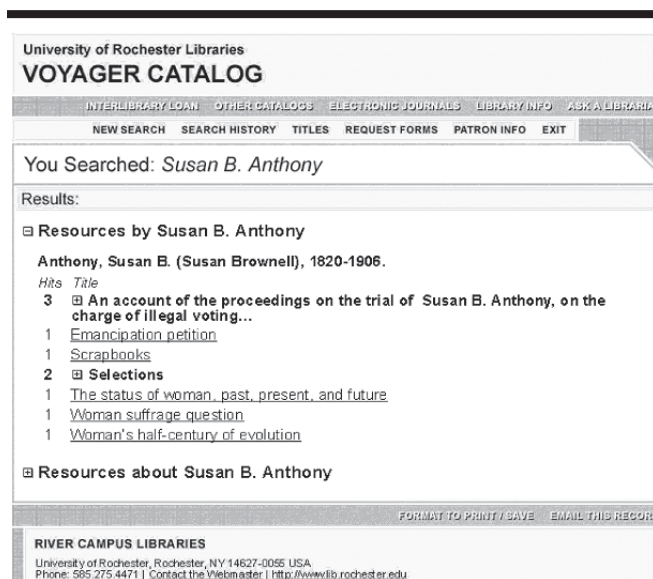 University of Rochester Libraries
VOYAGER CATALOG
INTERLIBRARY LOAN OTHER CATALOGS ELECTRONIC JOURNALS LIBRARY INFO ASK A LIBRARIA
NEW SEARCH SEARCH HISTORY TITLES REQUEST FORMS PATRON INFO EXIT
You Searched: Susan B. Anthony
Results:
Resources by Susan B. Anthony
Anthony, Susan B. (Susan Brownell), 1820-1906.
Hits Title
3 An account of the proceedings on the trial of Susan B. Anthony, on the
charge of illegal voting...
1 Emancipation petition
1 Scrapbooks
2 Selections
1 The status of woman, past, present, and future
1 Woman suffrage question
1 Woman's half-century of evolution
Resources about Susan B. Anthony
FORMAT TO PRINT / SAVE EMAIL THIS RECOR
RIVER CAMPUS LIBRARIES
University of Rochester, Rochester, NY 14627-0055 USA
Phone: 585.275.4471 | Contact the Webmaster | http://www.lib.rochester.edu